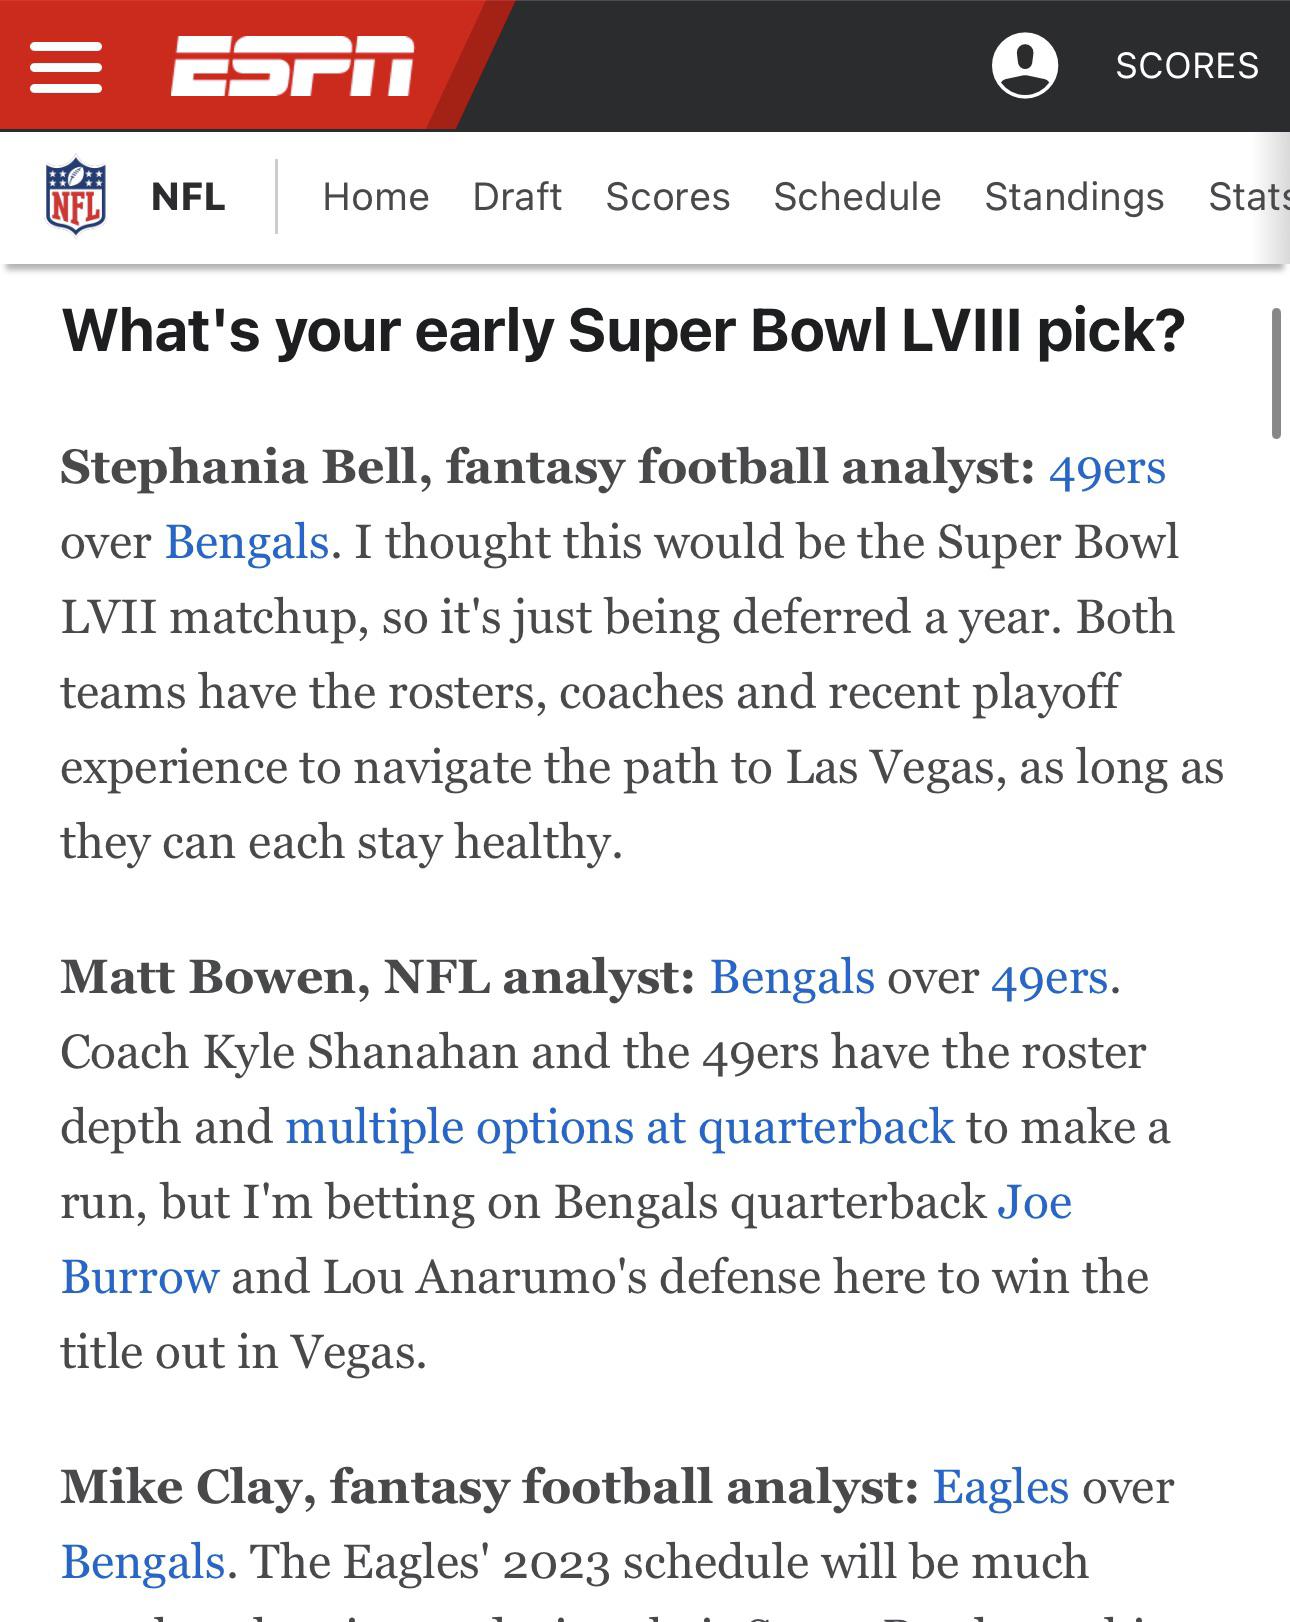 ESPN
SCORES
NFL
NFL
Home
Draft
Scores
Schedule
Standings
Stats
What's your early Super Bowl LVIII pick?
Stephania Bell, fantasy football analyst: 49ers
over Bengals. I thought this would be the Super Bowl
LVII matchup, so it's just being deferred a year. Both
teams have the rosters, coaches and recent playoff
experience to navigate the path to Las Vegas, as long as
they can each stay healthy.
Matt Bowen, NFL analyst: Bengals over 49ers.
Coach Kyle Shanahan and the 49ers have the roster
depth and multiple options at quarterback to make a
run, but I'm betting on Bengals quarterback Joe
Burrow and Lou Anarumo's defense here to win the
title out in Vegas.
Mike Clay, fantasy football analyst: Eagles over
Bengals. The Eagles' 2023 schedule will be much